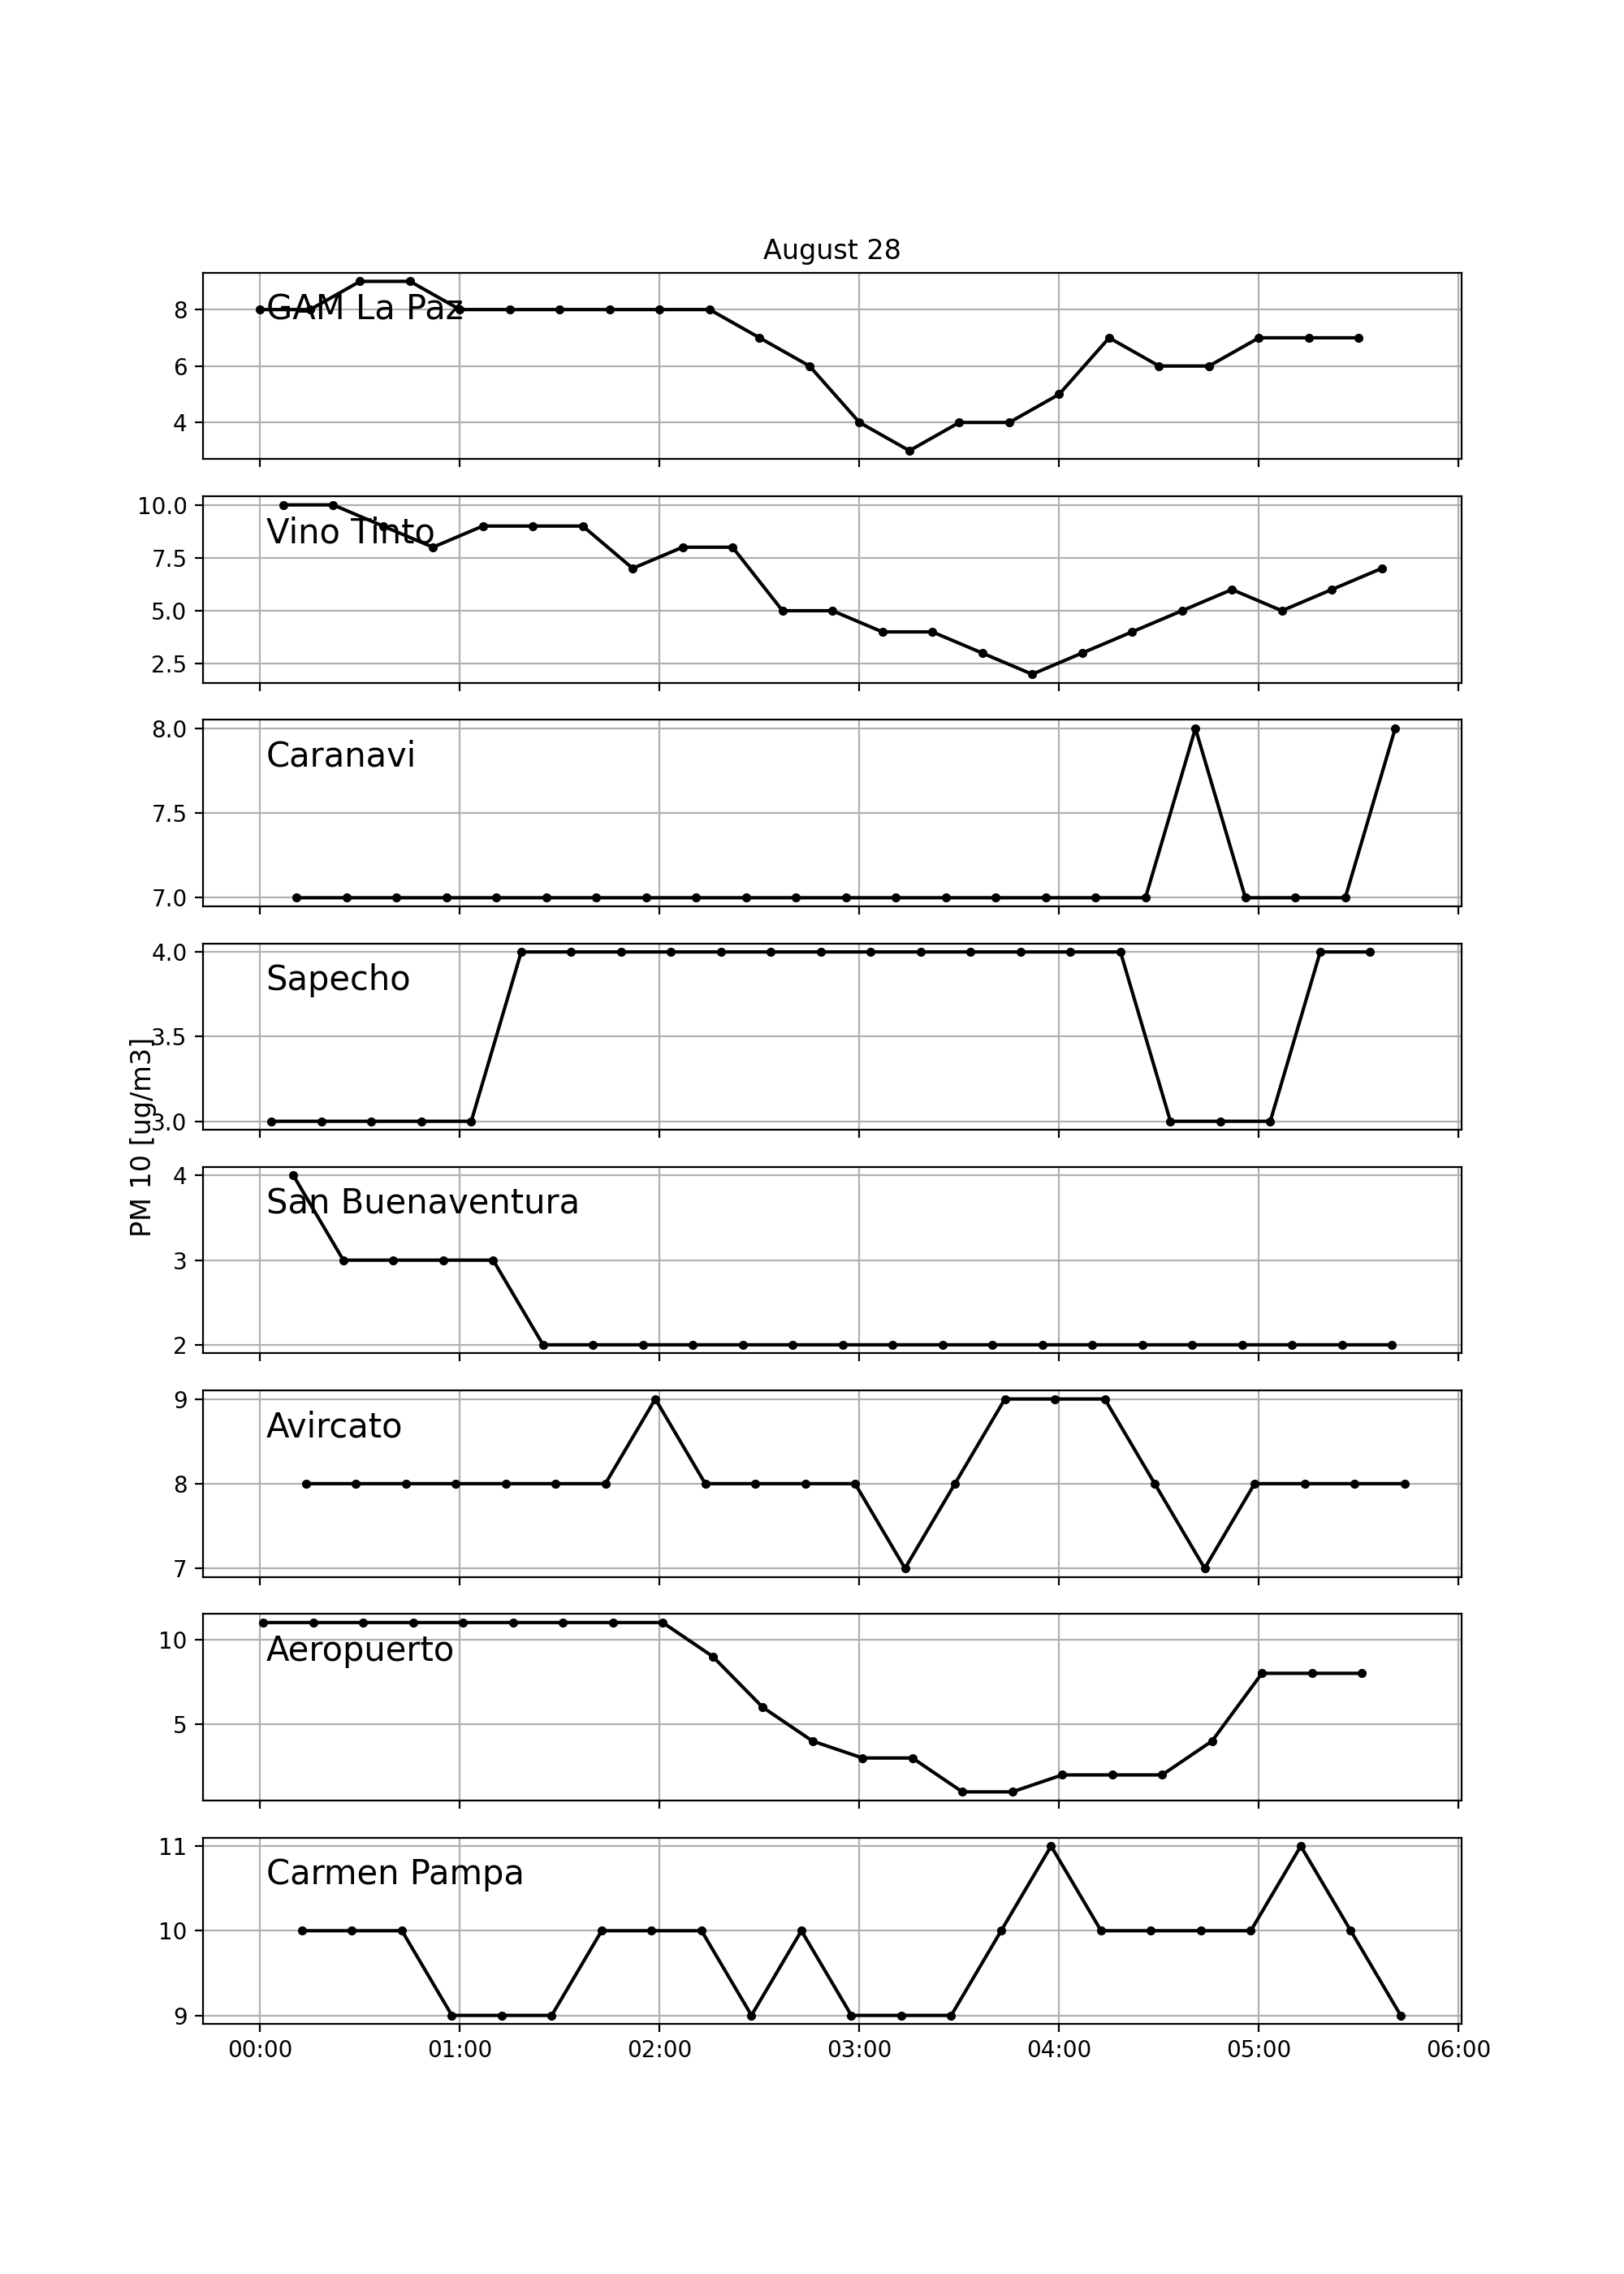 August 28
GAM La Paz
8
6
4
Vino Tinto
10.0
7.5
5.0
2.5
Caranavi
8.0
7.5
7.0
Sapecho
4.0
3.5
3.0
PM 10 [ug/m3]
San Buenaventura
4
3
2
Avircato
9
8
7
Aeropuerto
10
5
Carmen Pampa
11
10
9
00:00 01:00 02:00 03:00 04:00 05:00 06:00